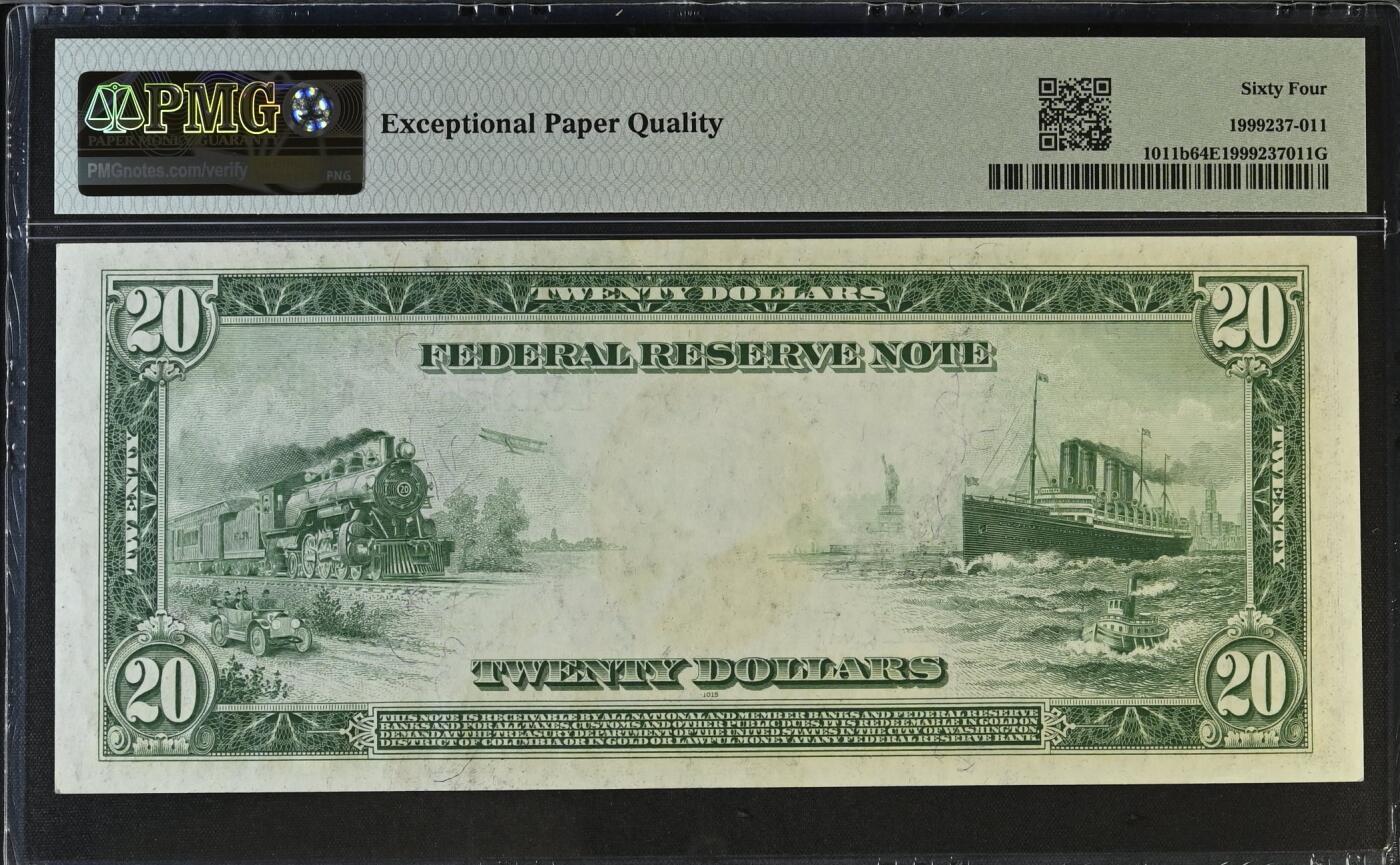 PMG
PAPER MONEY GUARANTY
PMGnotes.com/verify
PNG
Exceptional Paper Quality
Sixty Four
1999237-011
1011b64E1999237011G
20
TWENTY DOLLARS
20
FEDERAL RESERVE NOTE
20
TWENTY
TWENTY
20
TWENTY DOLLARS
20
1015
THIS NOTE IS RECEIVABLE BY ALL NATIONAL AND MEMBER BANKS AND FEDERAL RESERVE
BANKS AND FOR ALL TAXES, CUSTOMS AND OTHER PUBLIC DUES. IT IS REDEEMABLE IN GOLD ON
DEMAND AT THE TREASURY DEPARTMENT OF THE UNITED STATES IN THE CITY OF WASHINGTON,
DISTRICT OF COLUMBIA OR IN GOLD OR LAWFUL MONEY AT ANY FEDERAL RESERVE BANK.